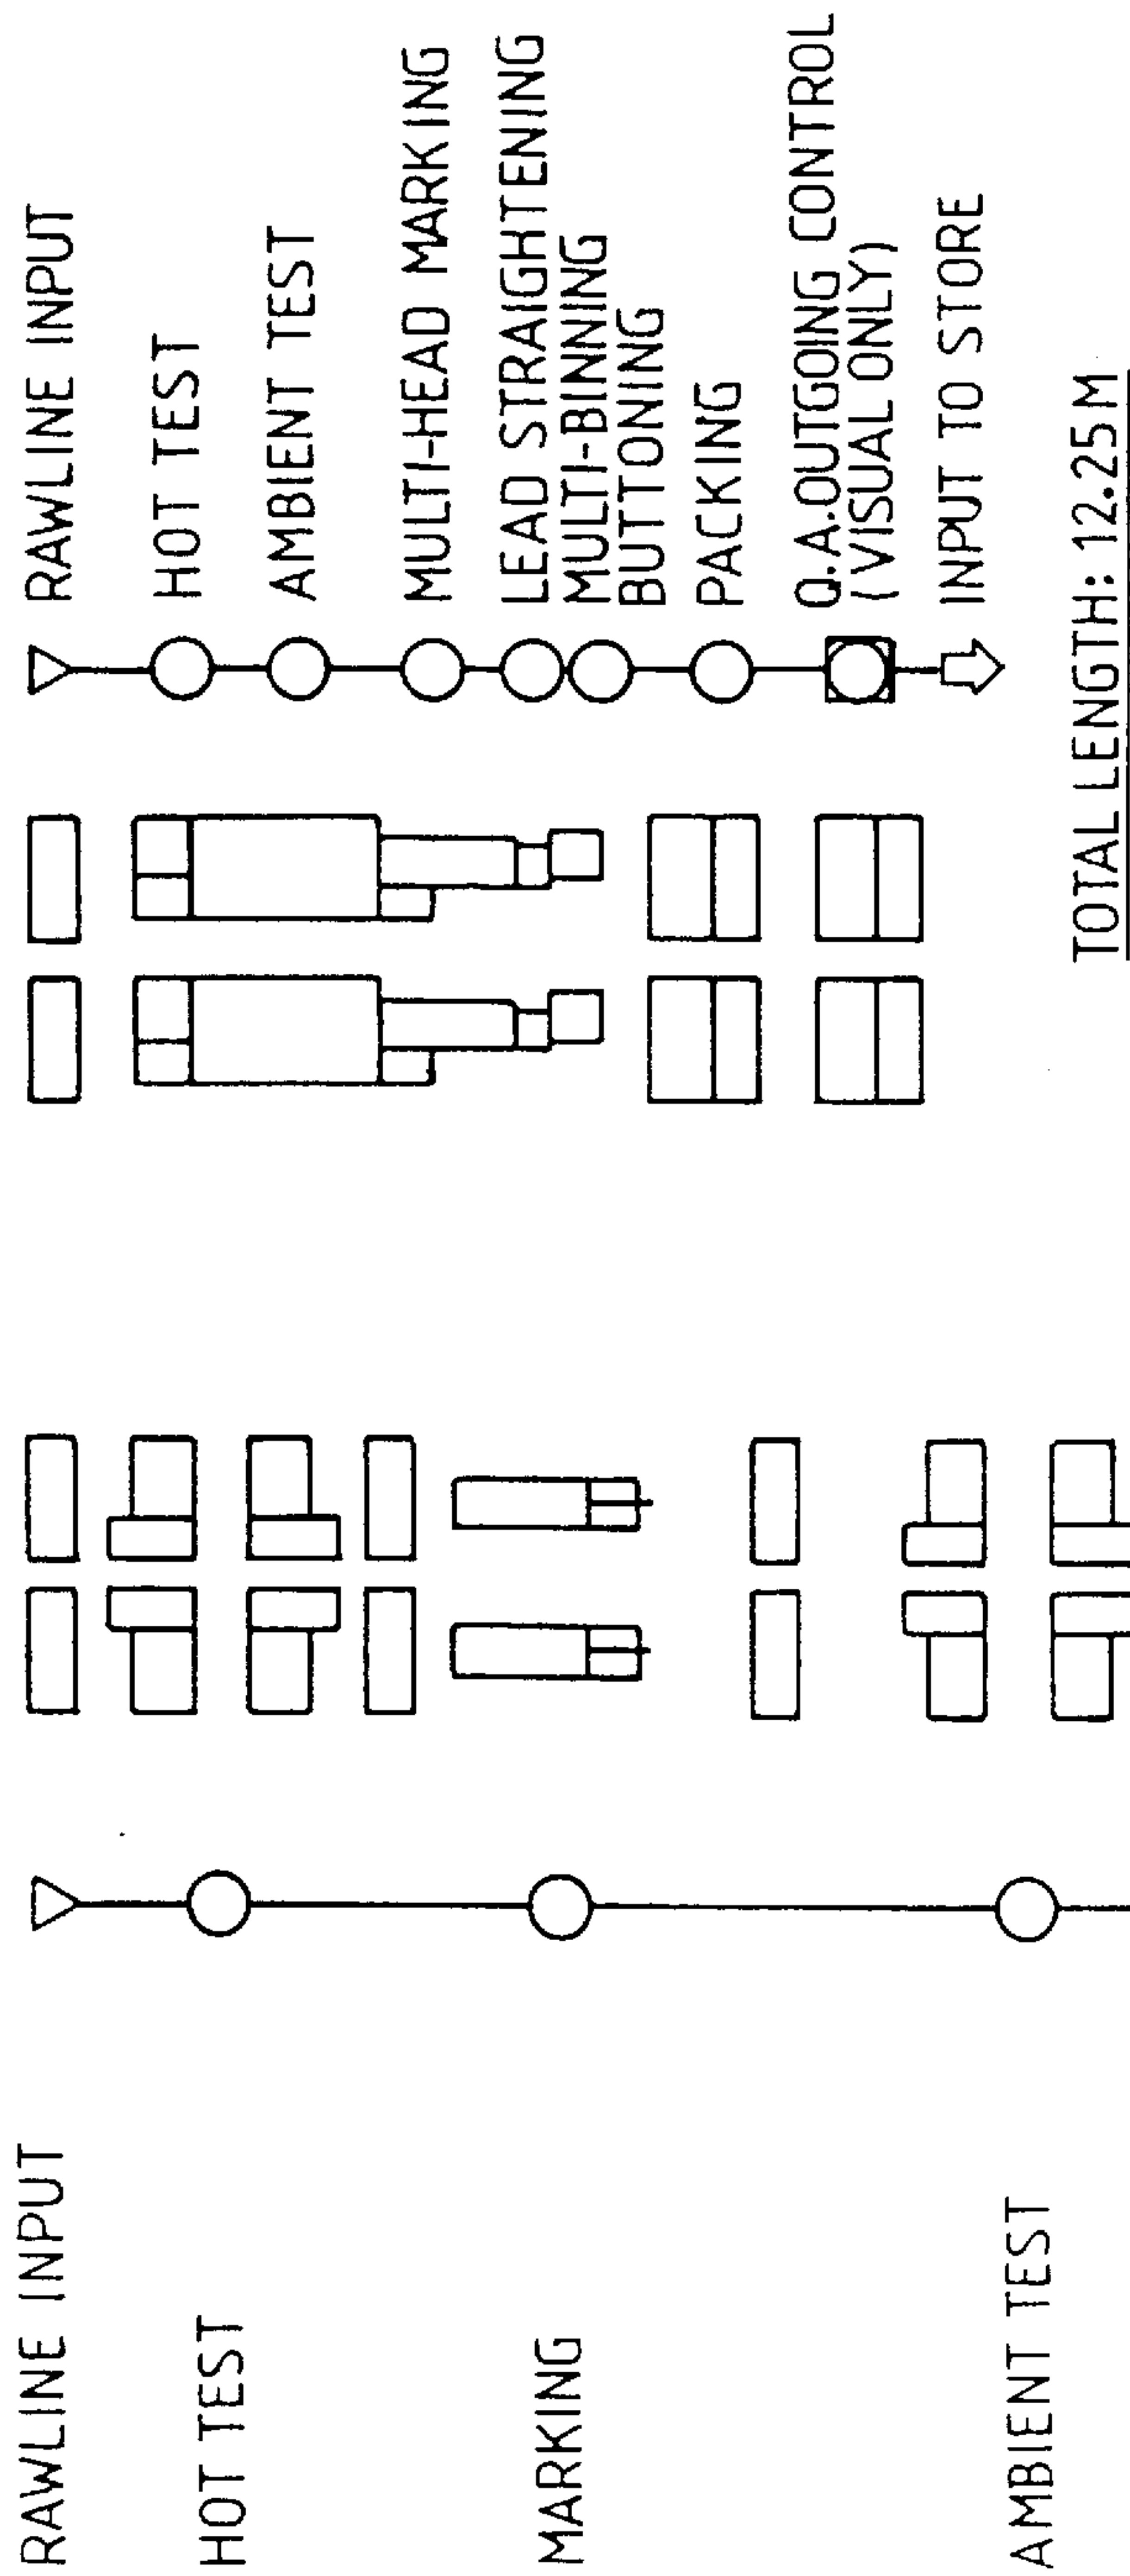 RAWLINE INPUT
HOT TEST
AMBIENT TEST
MULTI-HEAD MARKING
LEAD STRAIGHTENING
MULTI-BINNING
BUTTONING
PACKING
Q.A.OUTGOING CONTROL
(VISUAL ONLY)
INPUT TO STORE
TOTAL LENGTH: 12.25M
RAWLINE INPUT
HOT TEST
MARKING
AMBIENT TEST